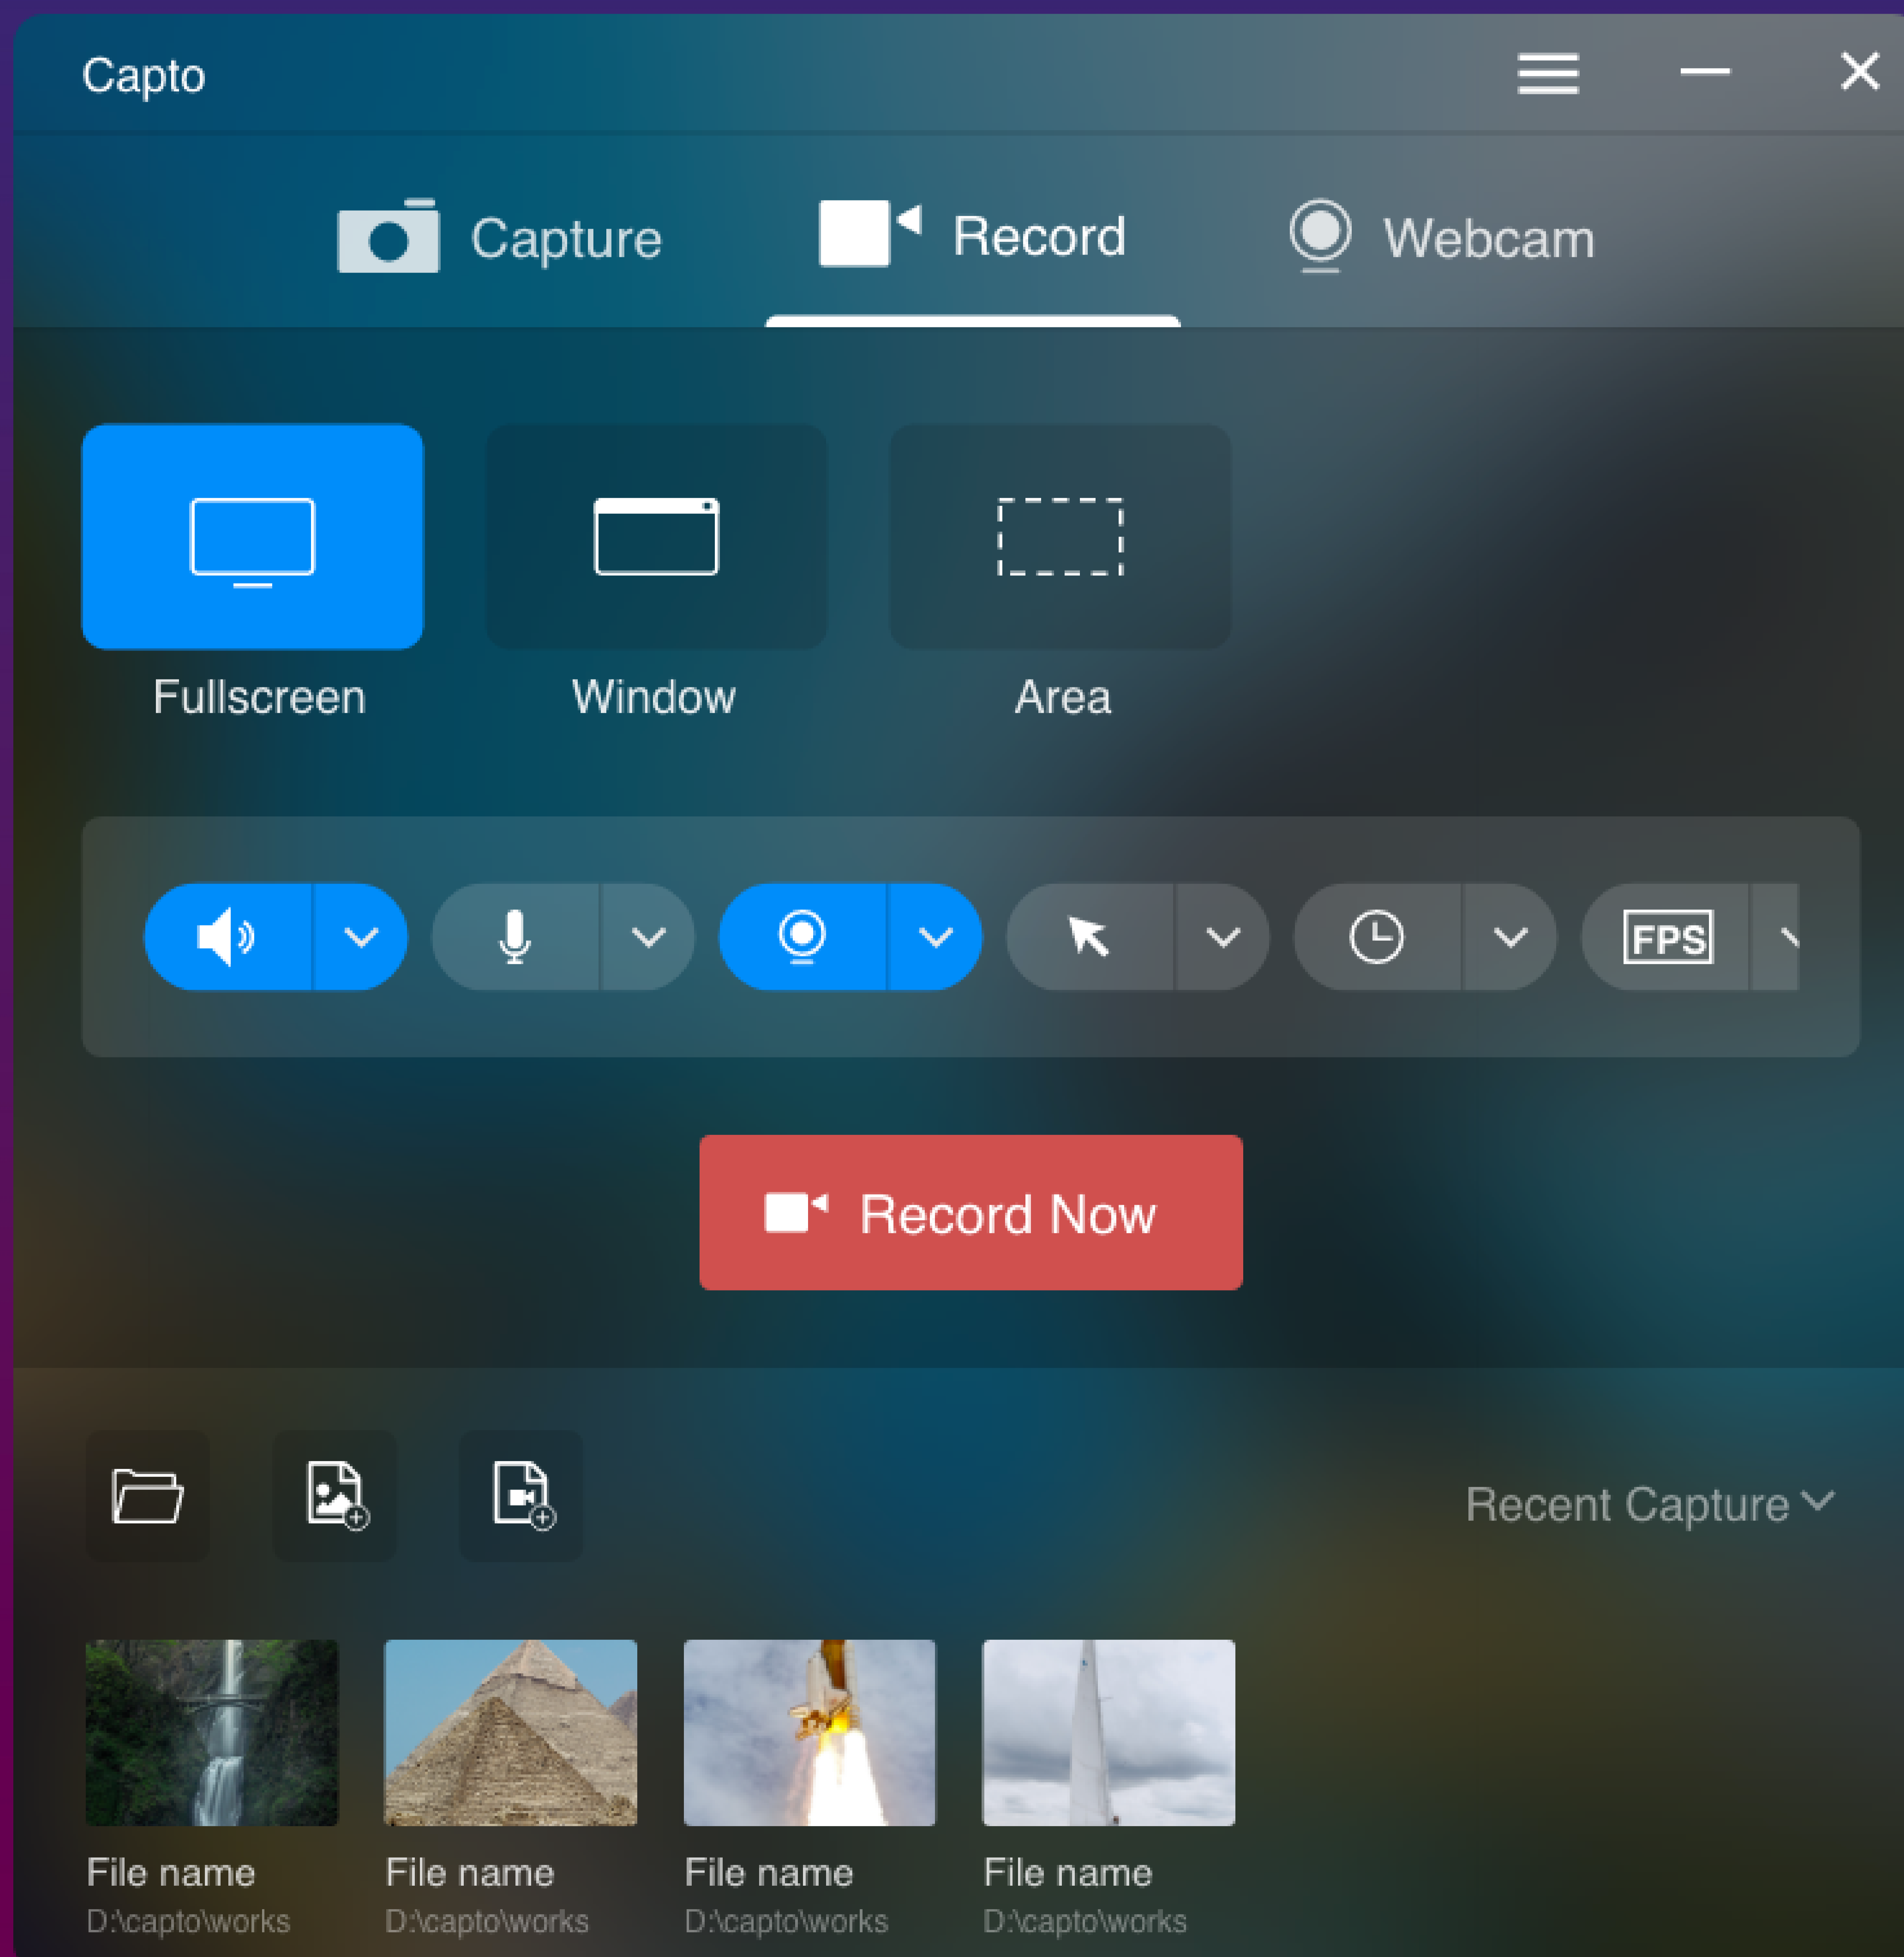 Capto
Capture
Record
Webcam
Fullscreen
Window
Area
FPS
Record Now
Recent Capture
File name
D:\capto\works
File name
D:\capto\works
File name
D:\capto\works
File name
D:\capto\works